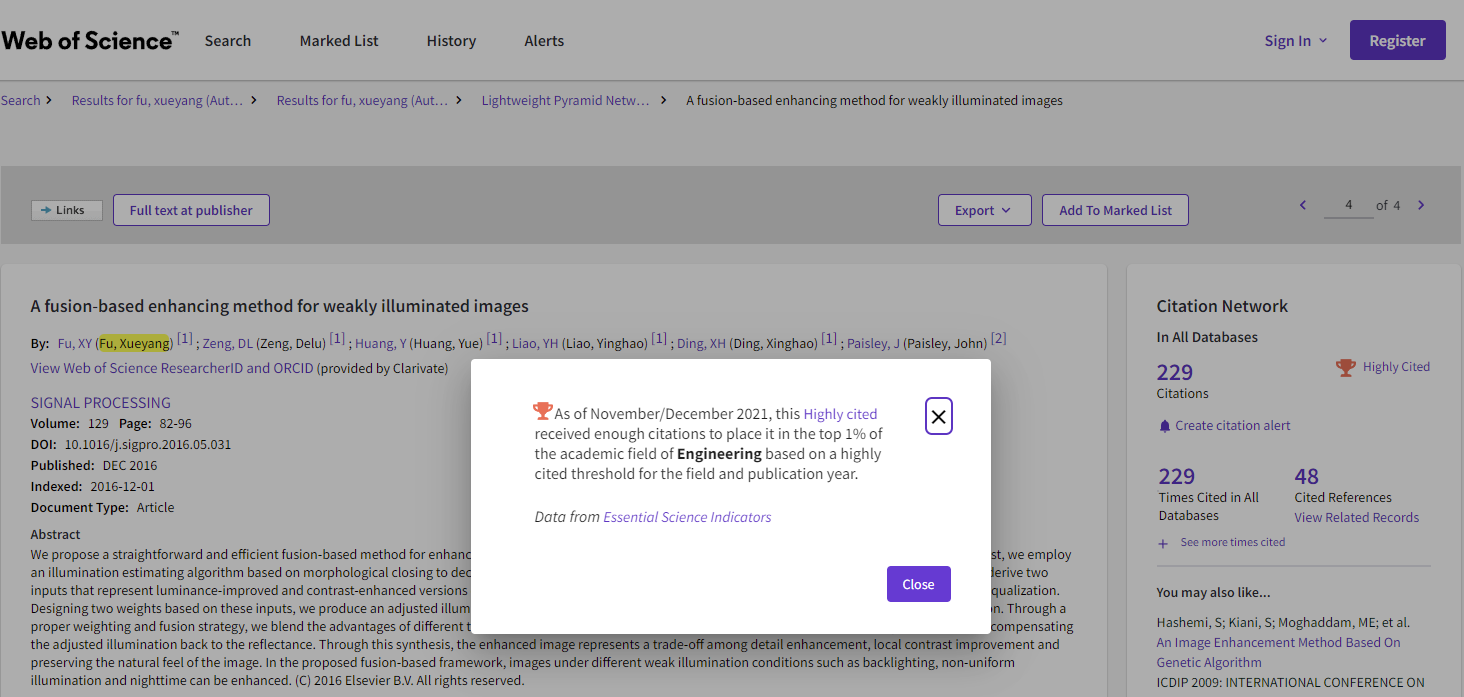 Web of Science™
Search
Marked List
History
Alerts
Sign In
Register
Search
Results for fu, xueyang (Aut…
Results for fu, xueyang (Aut…
Lightweight Pyramid Netw…
A fusion-based enhancing method for weakly illuminated images
Links
Full text at publisher
Export
Add To Marked List
4 of 4
A fusion-based enhancing method for weakly illuminated images
By: Fu, XY (Fu, Xueyang) [1] ; Zeng, DL (Zeng, Delu) [1] ; Huang, Y (Huang, Yue) [1] ; Liao, YH (Liao, Yinghao) [1] ; Ding, XH (Ding, Xinghao) [1] ; Paisley, J (Paisley, John) [2]
View Web of Science ResearcherID and ORCID (provided by Clarivate)
SIGNAL PROCESSING
Volume: 129 Page: 82-96
DOI: 10.1016/j.sigpro.2016.05.031
Published: DEC 2016
Indexed: 2016-12-01
Document Type: Article
Abstract
We propose a straightforward and efficient fusion-based method for enhanc st, we employ
an illumination estimating algorithm based on morphological closing to dec derive two
inputs that represent luminance-improved and contrast-enhanced versions qualization.
Designing two weights based on these inputs, we produce an adjusted illum on. Through a
proper weighting and fusion strategy, we blend the advantages of different t compensating
the adjusted illumination back to the reflectance. Through this synthesis, the enhanced image represents a trade-off among detail enhancement, local contrast improvement and
preserving the natural feel of the image. In the proposed fusion-based framework, images under different weak illumination conditions such as backlighting, non-uniform
illumination and nighttime can be enhanced. (C) 2016 Elsevier B.V. All rights reserved.
As of November/December 2021, this Highly cited
received enough citations to place it in the top 1% of
the academic field of Engineering based on a highly
cited threshold for the field and publication year.
Data from Essential Science Indicators
Close
Citation Network
In All Databases
229
Citations
Highly Cited
Create citation alert
229
Times Cited in All
Databases
+ See more times cited
48
Cited References
View Related Records
You may also like...
Hashemi, S; Kiani, S; Moghaddam, ME; et al.
An Image Enhancement Method Based On
Genetic Algorithm
ICDIP 2009: INTERNATIONAL CONFERENCE ON